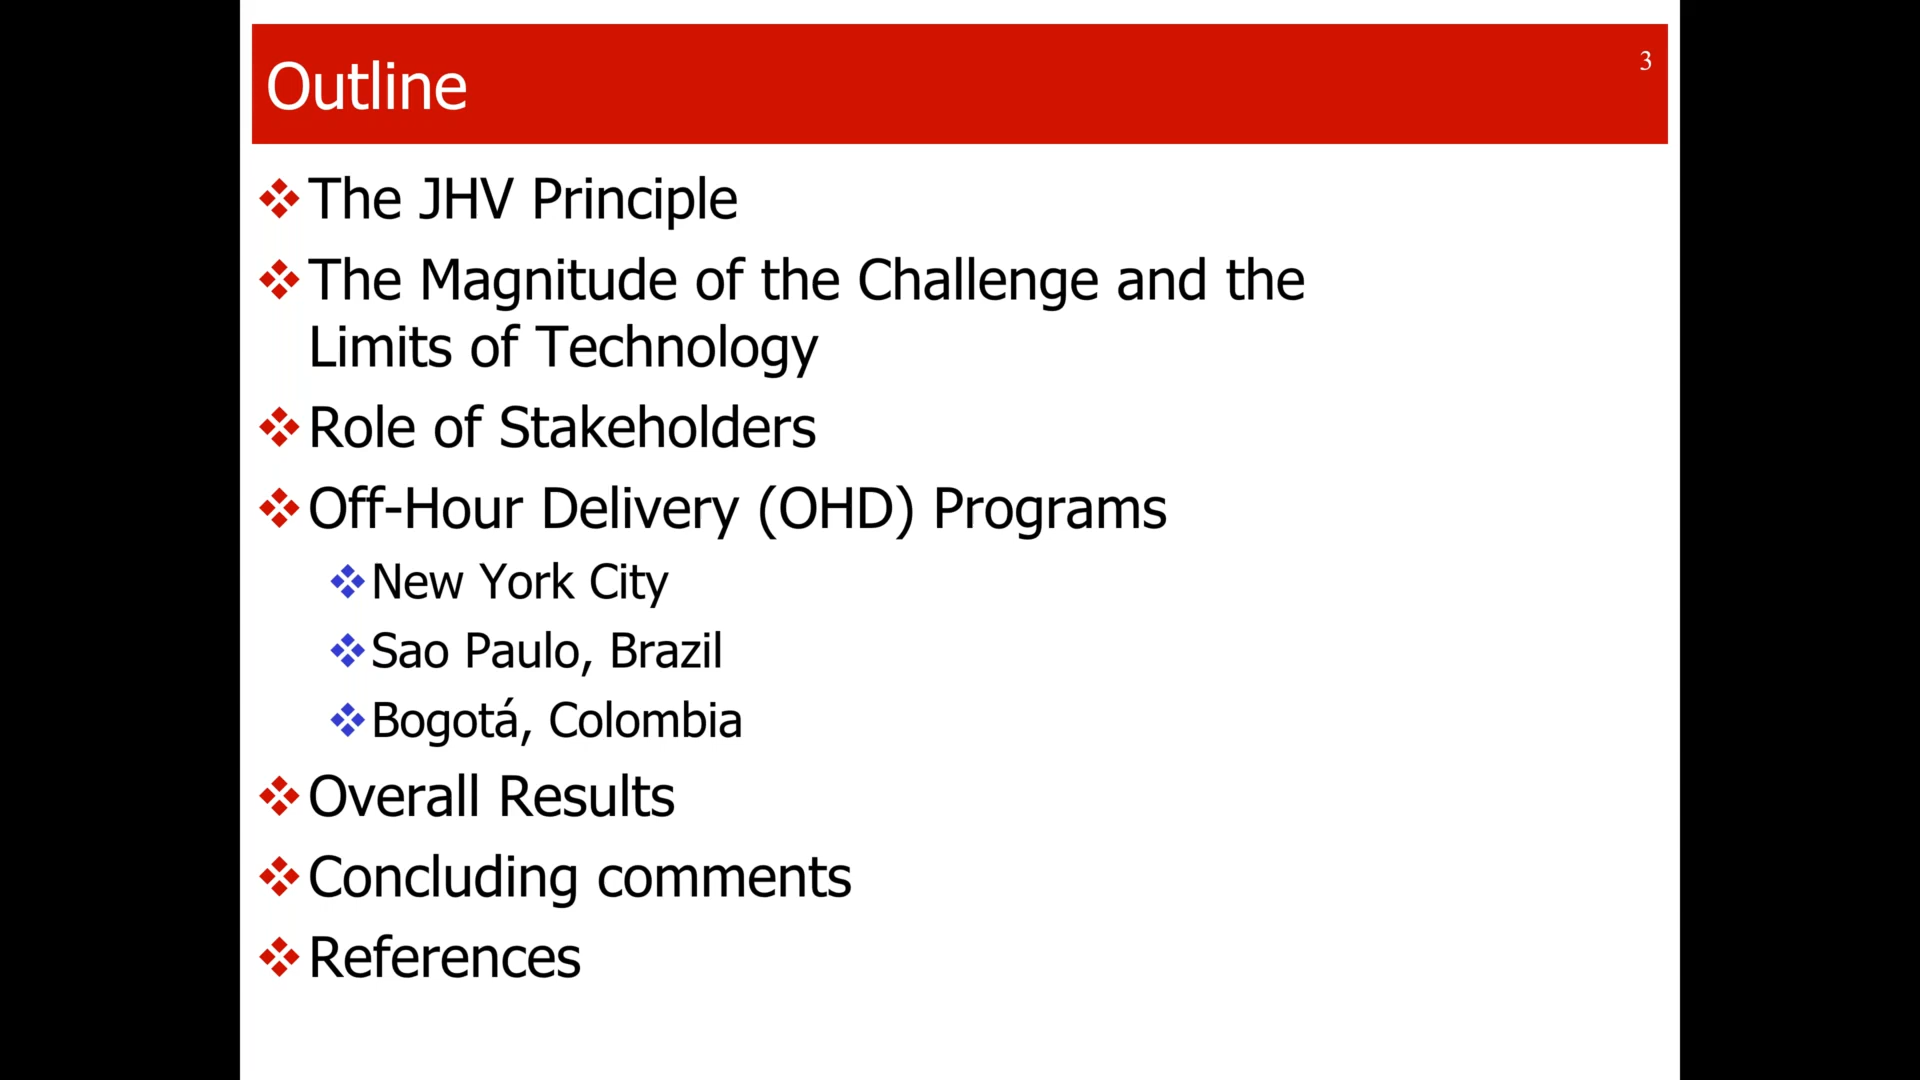 Outline
3
The JHV Principle
The Magnitude of the Challenge and the
Limits of Technology
Role of Stakeholders
Off-Hour Delivery (OHD) Programs
New York City
Sao Paulo, Brazil
Bogotá, Colombia
Overall Results
Concluding comments
References